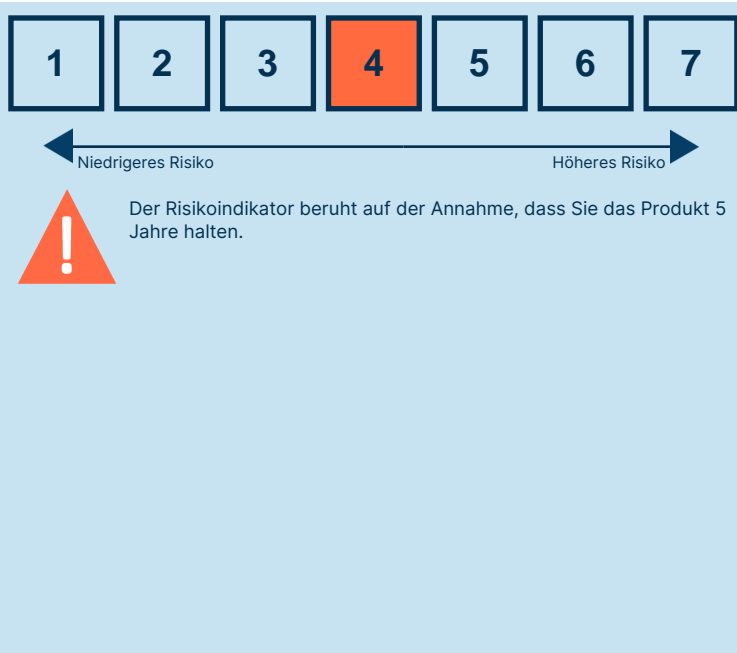 1 2 3 4 5 6 7
Niedrigeres Risiko Höheres Risiko
Der Risikoindikator beruht auf der Annahme, dass Sie das Produkt 5
Jahre halten.